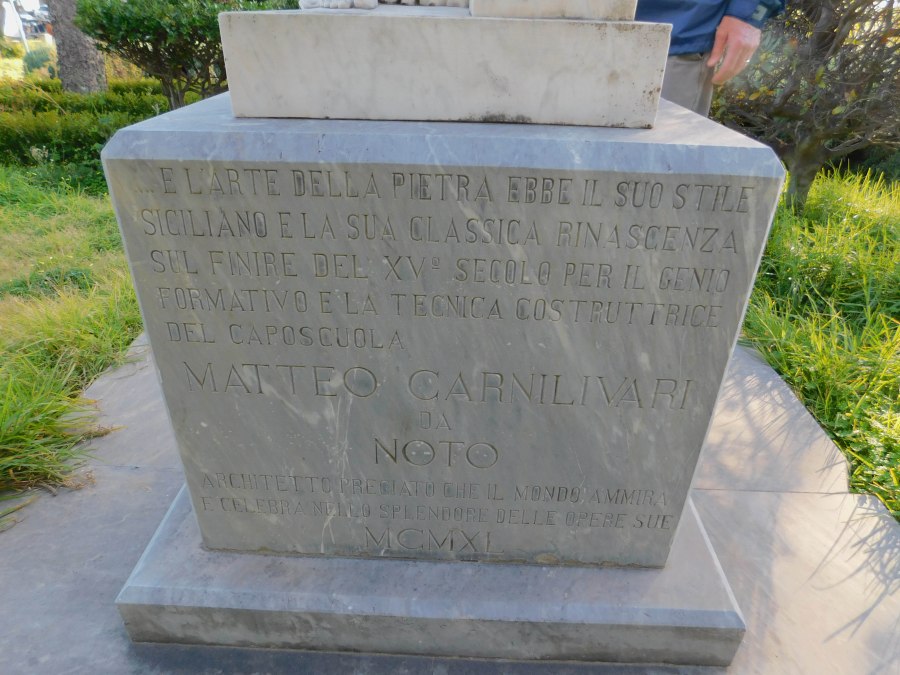 ...E L'ARTE DELLA PIETRA EBBE IL SUO STILE
SICILIANO E LA SUA CLASSICA RINASCENZA
SUL FINIRE DEL XVº SECOLO PER IL GENIO
FORMATIVO E LA TECNICA COSTRUTTRICE
DEL CAPOSCUOLA
MATTEO CARNILIVARI
DA
NOTO
ARCHITETTO PREGIATO CHE IL MONDO AMMIRA
E CELEBRA NELLO SPLENDORE DELLE OPERE SUE
MCMXL